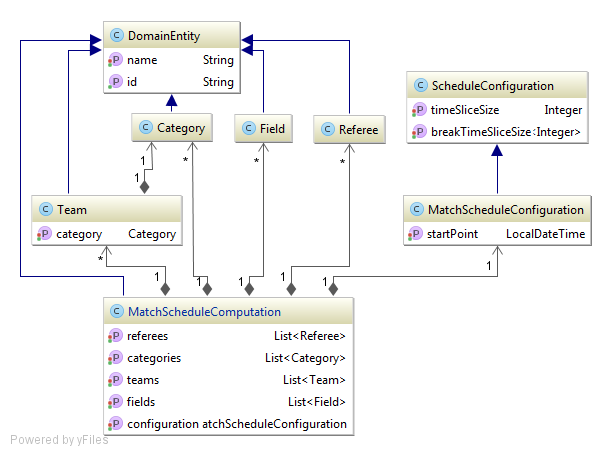 C DomainEntity
P name String
P id String
C ScheduleConfiguration
P timeSliceSize Integer
P breakTimeSliceSize<Integer>
C Category
C Field
C Referee
1 * * *
1
C Team
P category Category
C MatchScheduleConfiguration
P startPoint LocalDateTime
* 1
1 1 1 1 1
C MatchScheduleComputation
P referees List<Referee>
P categories List<Category>
P teams List<Team>
P fields List<Field>
P configuration atchScheduleConfiguration
Powered by yFiles